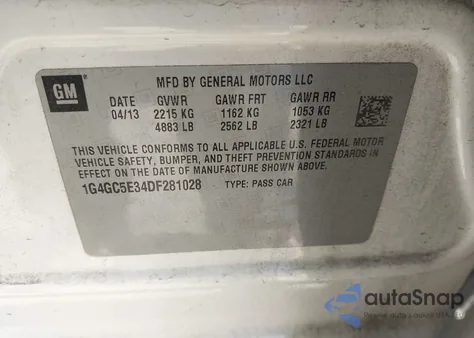 GM
MFD BY GENERAL MOTORS LLC
DATE GVWR GAWR FRT GAWR RR
04/13 2215 KG 1162 KG 1053 KG
4883 LB 2562 LB 2321 LB
THIS VEHICLE CONFORMS TO ALL APPLICABLE U.S. FEDERAL MOTOR
VEHICLE SAFETY, BUMPER, AND THEFT PREVENTION STANDARDS IN
EFFECT ON THE DATE OF MANUFACTURE SHOWN ABOVE.
1G4GC5E34DF281028 TYPE: PASS CAR
autoSnap